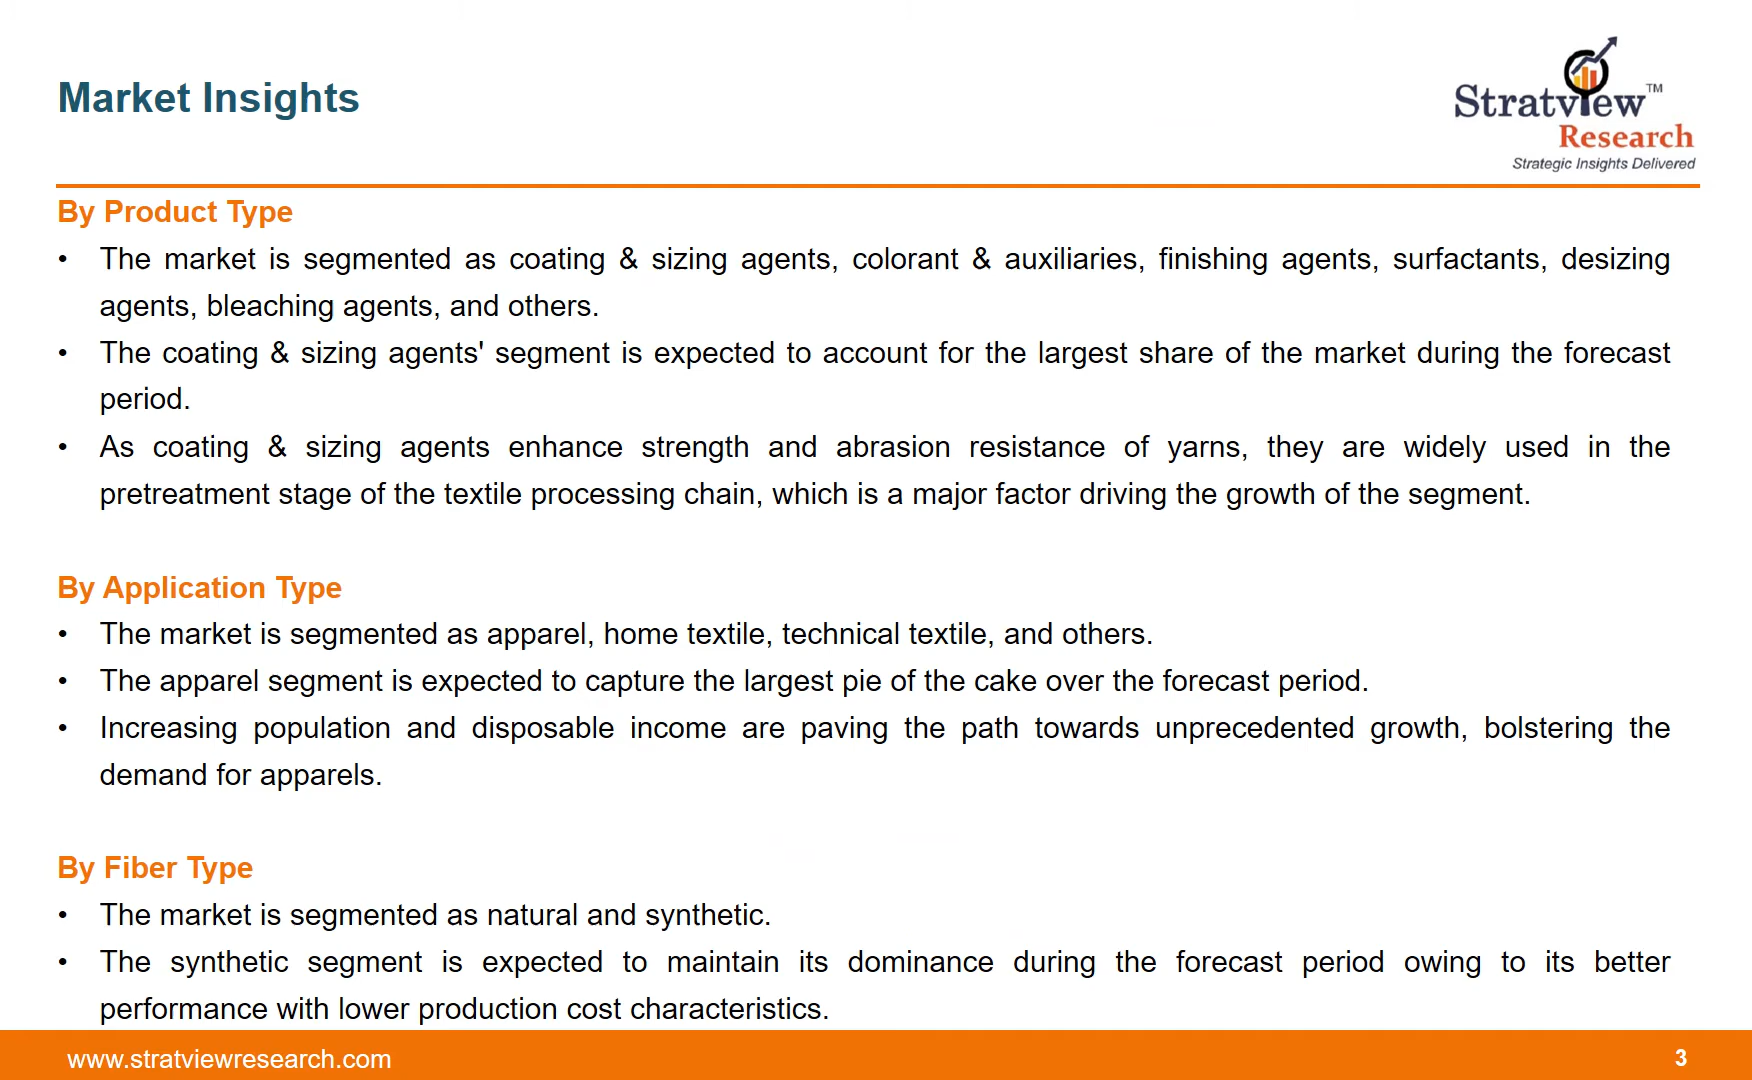 Market Insights
Stratview™
Research
Strategic Insights Delivered
By Product Type
• The market is segmented as coating & sizing agents, colorant & auxiliaries, finishing agents, surfactants, desizing
agents, bleaching agents, and others.
• The coating & sizing agents' segment is expected to account for the largest share of the market during the forecast
period.
• As coating & sizing agents enhance strength and abrasion resistance of yarns, they are widely used in the
pretreatment stage of the textile processing chain, which is a major factor driving the growth of the segment.
By Application Type
• The market is segmented as apparel, home textile, technical textile, and others.
• The apparel segment is expected to capture the largest pie of the cake over the forecast period.
• Increasing population and disposable income are paving the path towards unprecedented growth, bolstering the
demand for apparels.
By Fiber Type
• The market is segmented as natural and synthetic.
• The synthetic segment is expected to maintain its dominance during the forecast period owing to its better
performance with lower production cost characteristics.
www.stratviewresearch.com
3